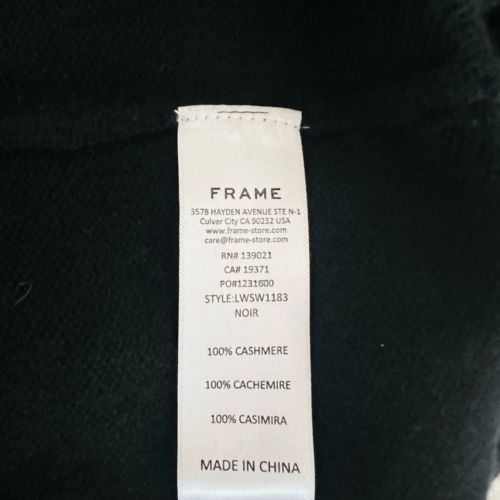 FRAME
3578 HAYDEN AVENUE STE N-1
Culver City CA 90232 USA
www.frame-store.com
care@frame-store.com
RN# 139021
CA# 19371
PO#1231600
STYLE:LWSW1183
NOIR
100% CASHMERE
100% CACHEMIRE
100% CASIMIRA
MADE IN CHINA